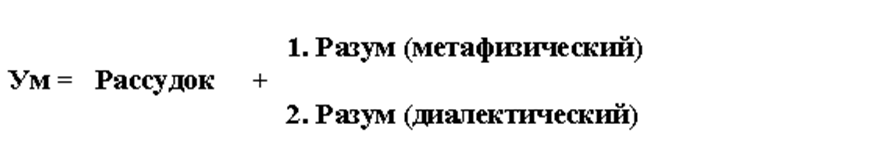 1. Разум (метафизический)
Ум = Рассудок +
2. Разум (диалектический)